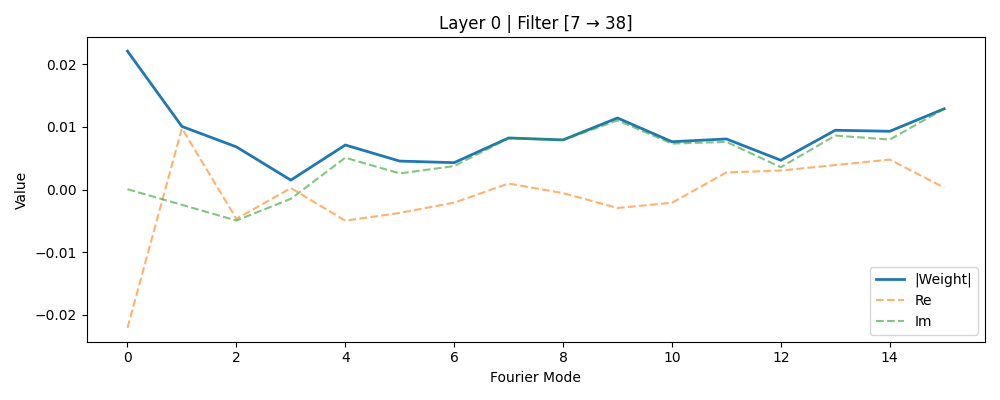 Layer 0 | Filter [7 → 38]
Value
0.02
0.01
0.00
−0.01
−0.02
0 2 4 6 8 10 12 14
Fourier Mode
|Weight|
Re
Im